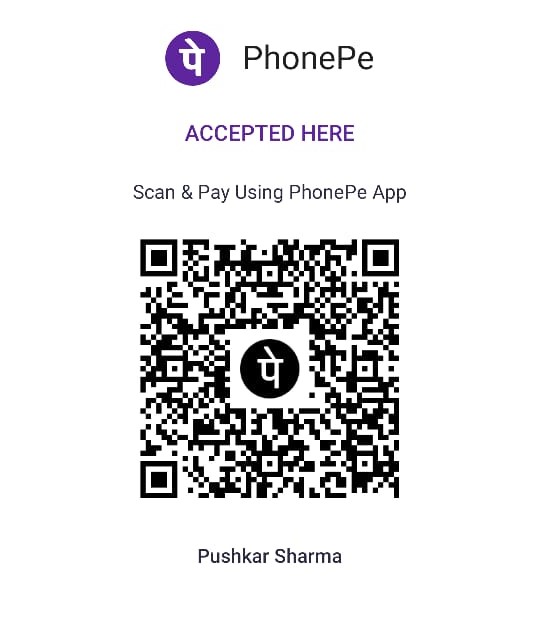 पे PhonePe
ACCEPTED HERE
Scan & Pay Using PhonePe App
पे
Pushkar Sharma